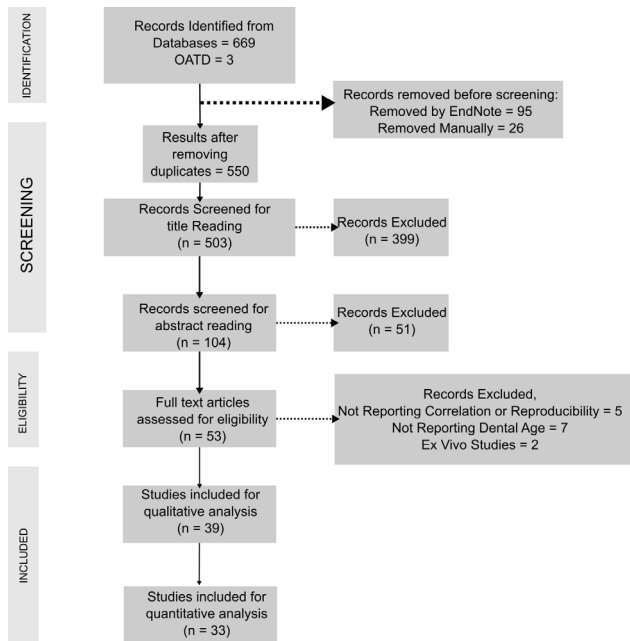 IDENTIFICATION
Records Identified from
Databases = 669
OATD = 3
Records removed before screening:
Removed by EndNote = 95
Removed Manually = 26
SCREENING
Results after
removing
duplicates = 550
Records Screened for
title Reading
(n = 503)
Records Excluded
(n = 399)
Records screened for
abstract reading
(n = 104)
Records Excluded
(n = 51)
ELIGIBILITY
Full text articles
assessed for eligibility
(n = 53)
Records Excluded,
Not Reporting Correlation or Reproducibility = 5
Not Reporting Dental Age = 7
Ex Vivo Studies = 2
INCLUDED
Studies included for
qualitative analysis
(n = 39)
Studies included for
quantitative analysis
(n = 33)